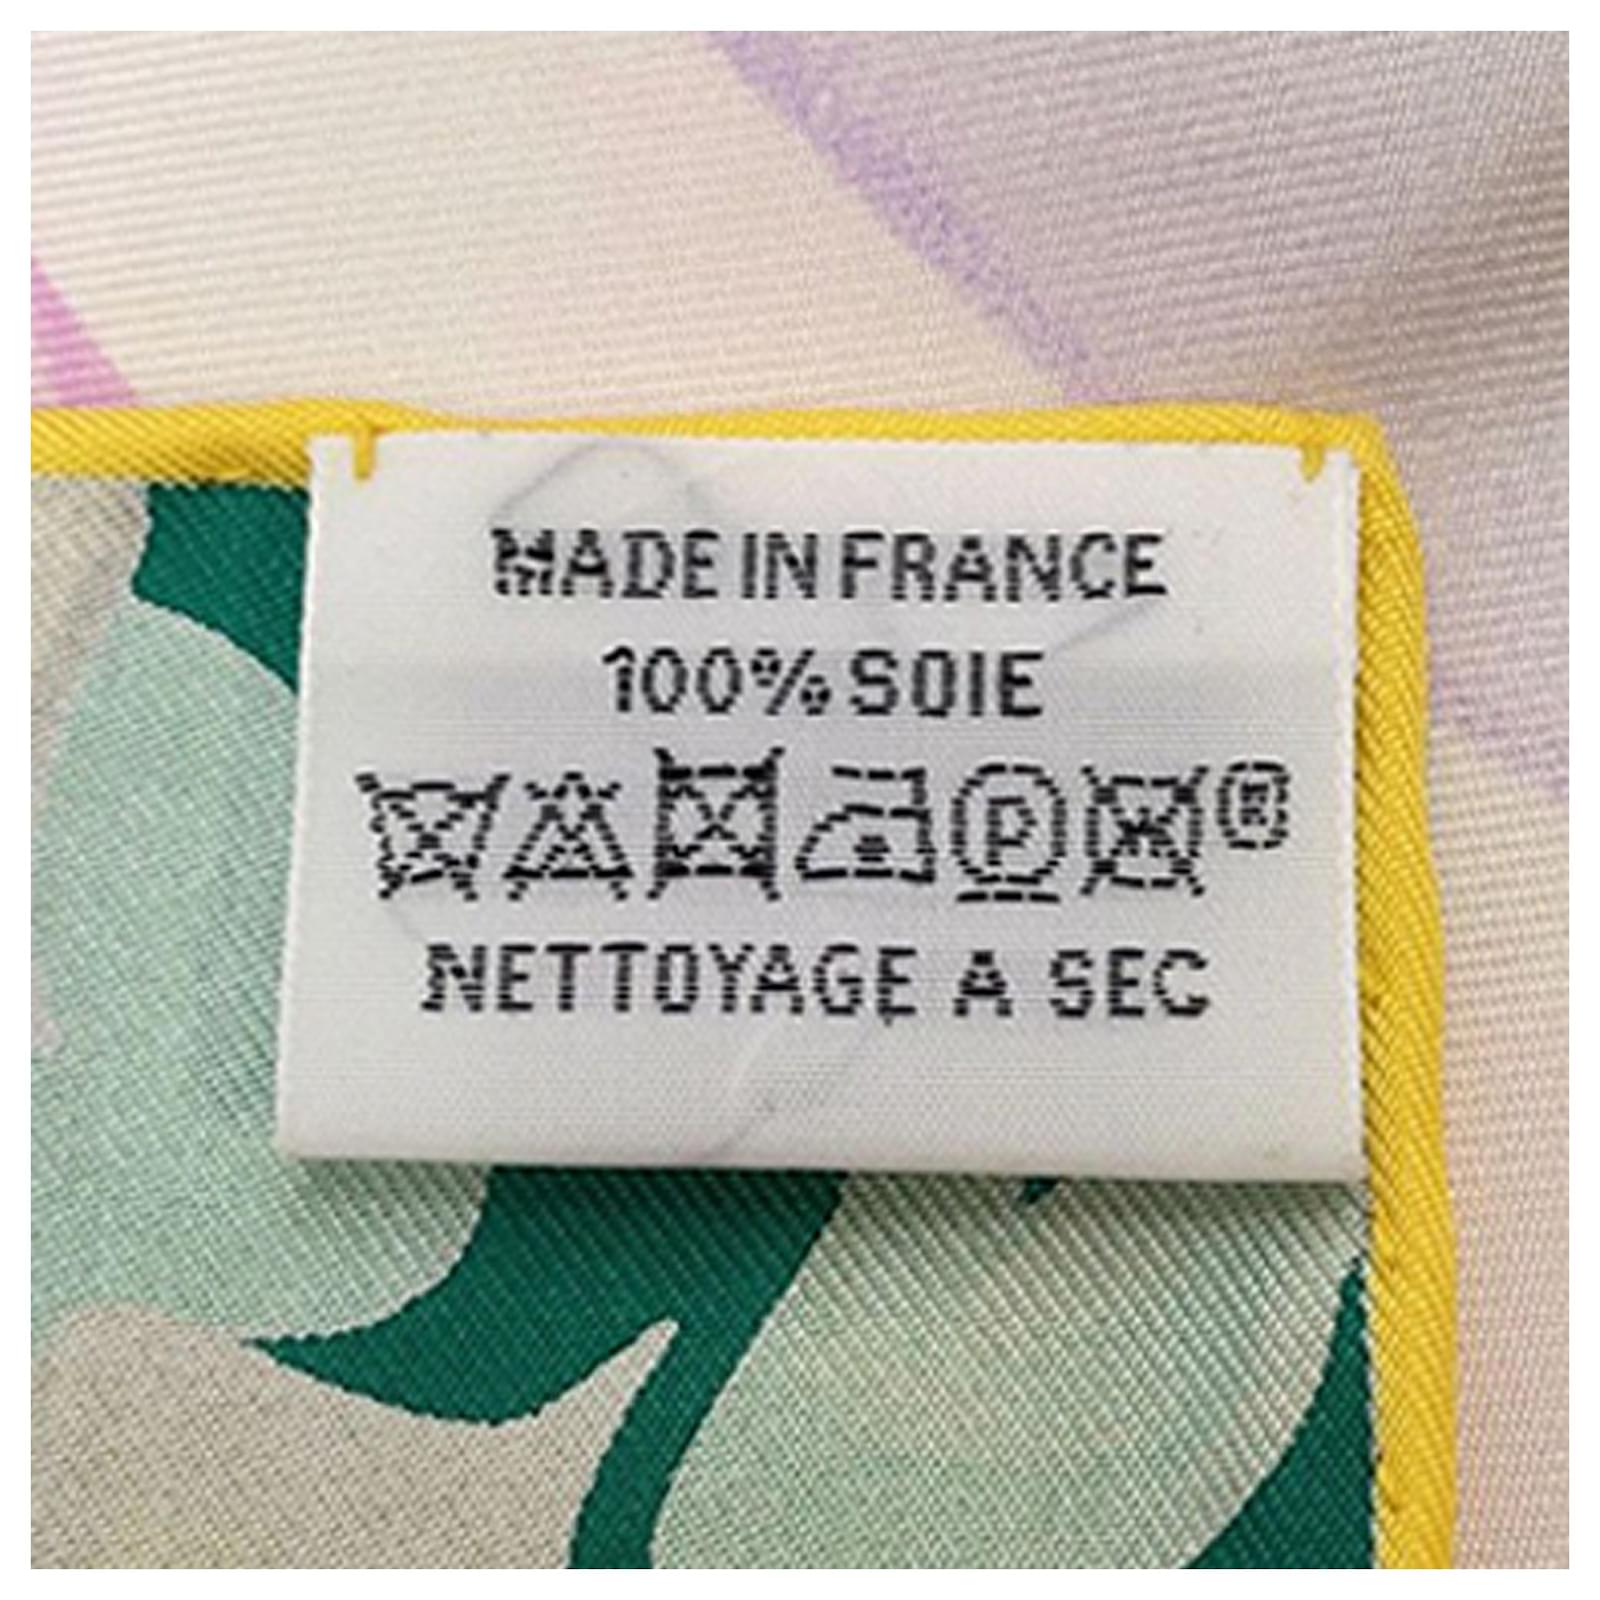 MADE IN FRANCE
100% SOIE
P
NETTOYAGE A SEC